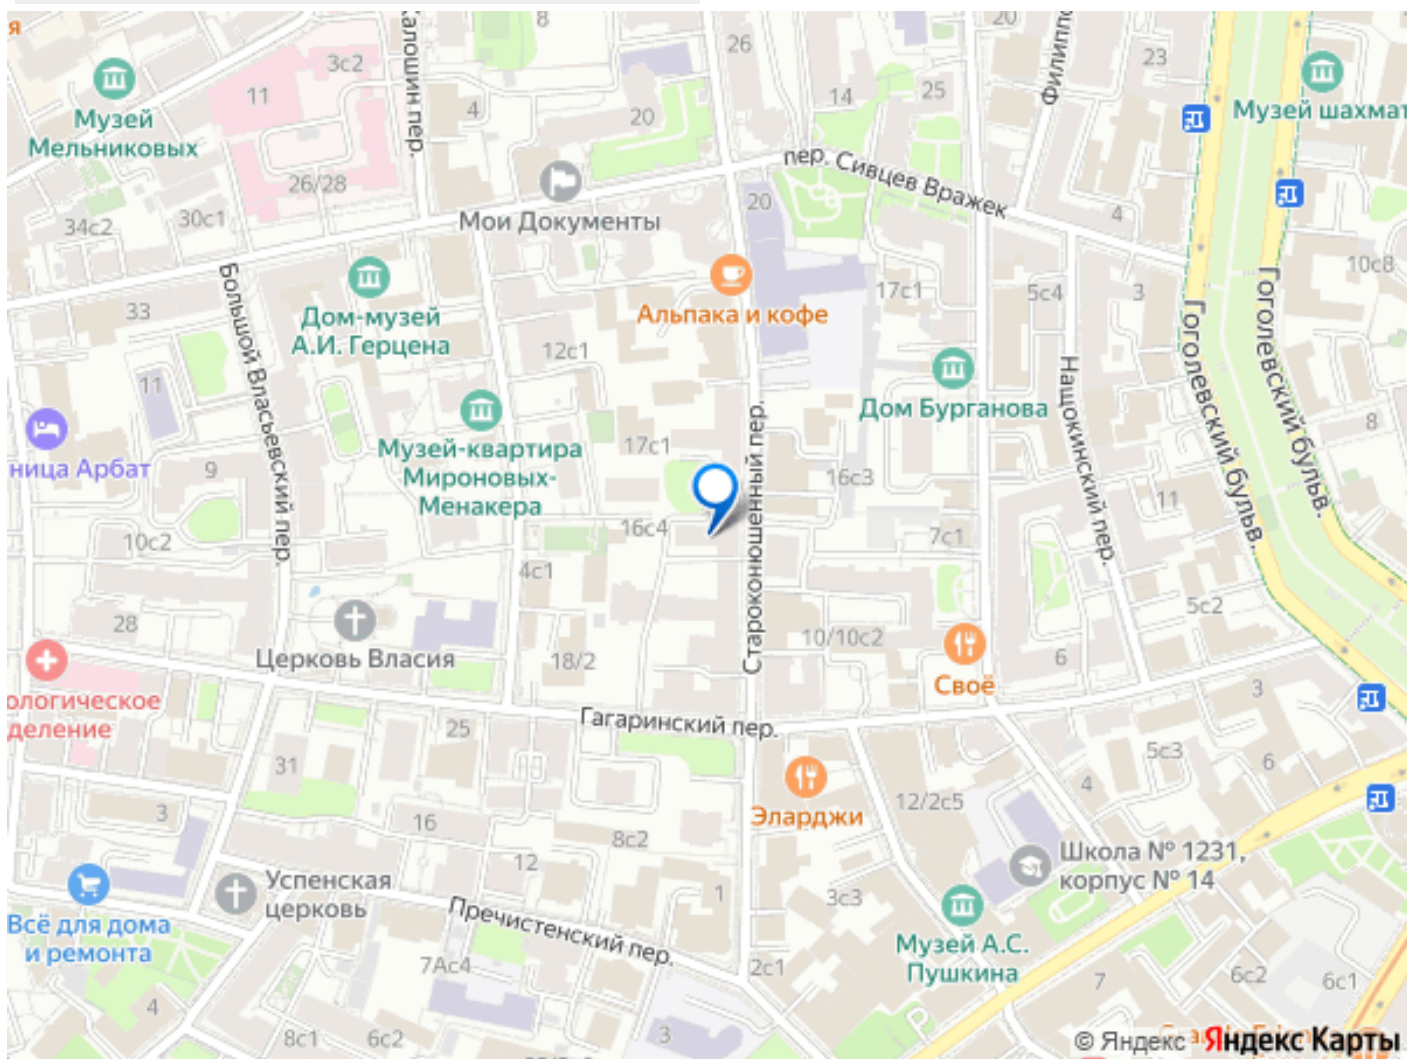 я
8
20
26
Филиппо
23
3с2
Калошин пер.
11
4
20
14
25
Музей
Мельниковых
Музей шахмат
пер. Сивцев Вражек
26/28
Мои Документы
20
4
34с2
30с1
10с8
Большой Власьевский пер.
33
Дом-музей
А.И. Герцена
Альпака и кофе
17с1
5с4
3
Гоголевский бульв.
Гоголевский бульв.
12с1
11
Дом Бурганова
Нащокинский пер.
8
ница Арбат
9
Музей-квартира
Мироновых-
Менакера
17с1
Староконюшенный пер.
16с3
11
10с2
16с4
7с1
4с1
5с2
28
Церковь Власия
18/2
10/10с2
Своё
6
3
ологическое
деление
Гагаринский пер.
25
31
5с3
6
Эларджи
12/2с5
4
3
16
8с2
12
Школа № 1231,
корпус № 14
Успенская
церковь
1
3с3
Всё для дома
и ремонта
Пречистенский пер.
Музей А.С.
Пушкина
7Ас4
2с1
7
6с2
6с1
4
8с1
6с2
3
© Яндекс
Яндекс Карты